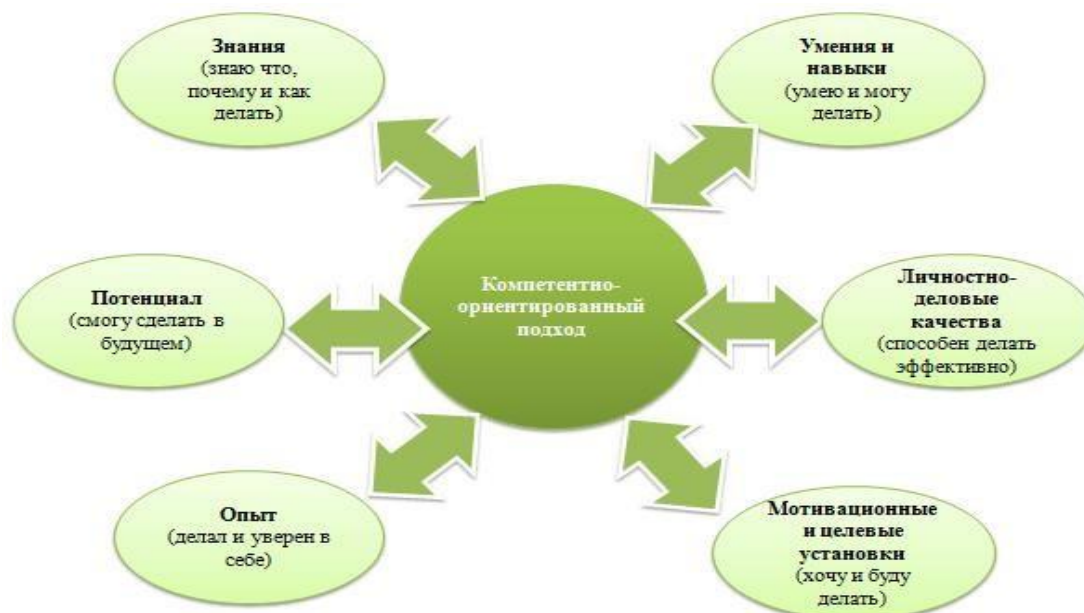 Знания
(знаю что,
почему и как
делать)
Умения и
навыки
(умею и могу
делать)
Компетентно-
ориентированный
подход
Потенциал
(смогу сделать в
будущем)
Личностно-
деловые
качества
(способен делать
эффективно)
Опыт
(делал и уверен в
себе)
Мотивационные
и целевые
установки
(хочу и буду
делать)